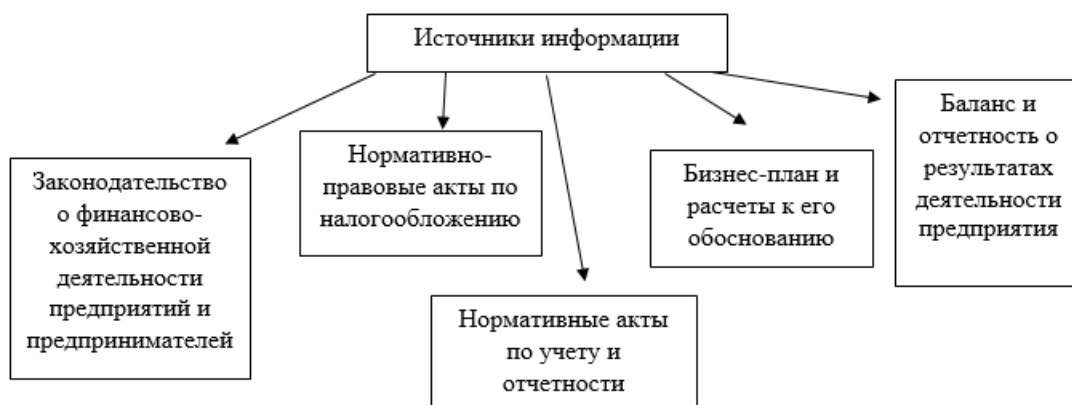 Источники информации
Законодательство
о финансово-
хозяйственной
деятельности
предприятий и
предпринимателей
Нормативно-
правовые акты по
налогообложению
Нормативные акты
по учету и
отчетности
Бизнес-план и
расчеты к его
обоснованию
Баланс и
отчетность о
результатах
деятельности
предприятия